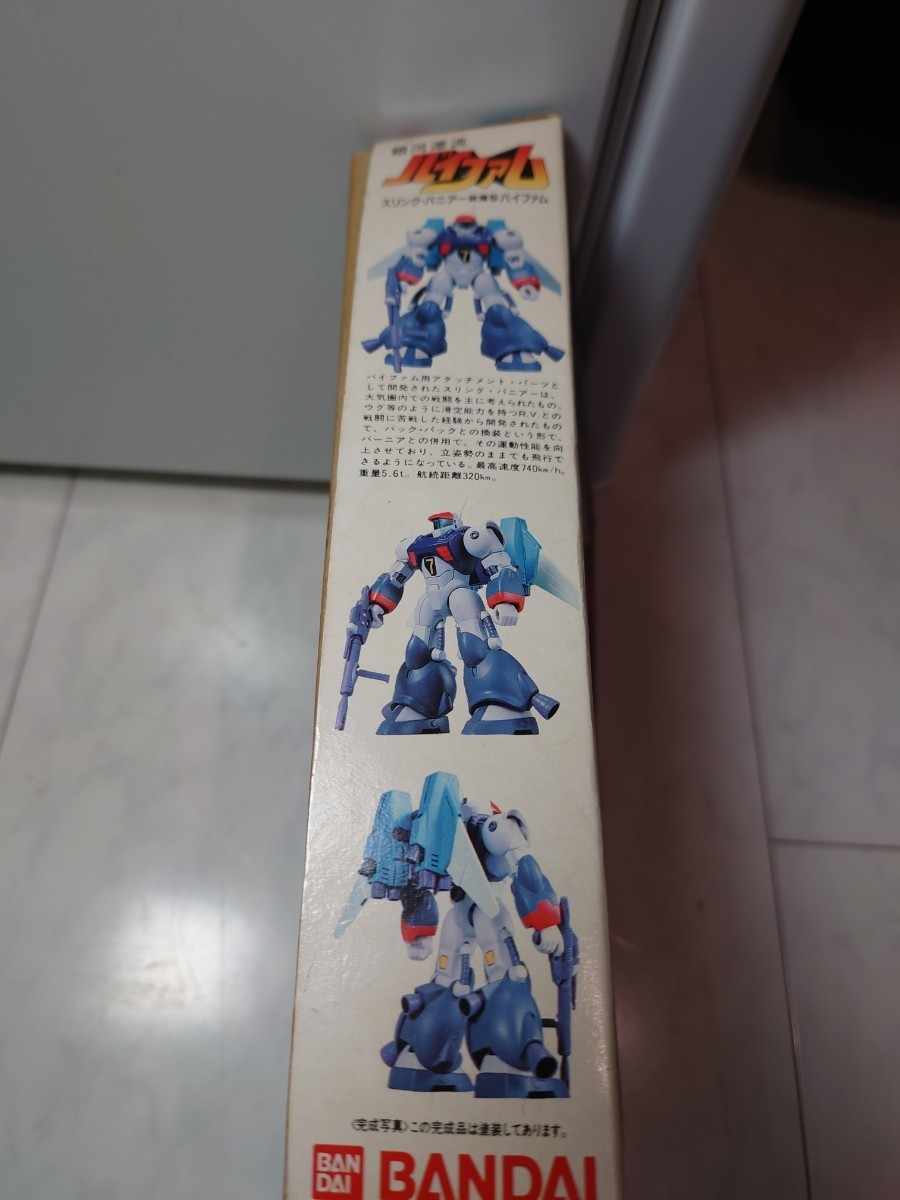 銀河漂流
バイファム
スリング・パニアー装備型バイファム
7
バイファム用アタッチメント・パーツと
して開発されたスリング・パニアーは、
大気圏内での戦闘を主に考えられたもの。
ウグ等のように滑空能力を持つR.V.との
戦闘に苦戦した経験から開発されたもの
で、バック・パックとの換装という形で、
バーニアとの併用で、その運動性能を向
上させており、立姿勢のままでも飛行で
きるようになっている。最高速度740km/h。
重量5.6t。航続距離320km。
7
〈完成写真〉この完成品は塗装してあります。
BAN
DAI
BANDAI